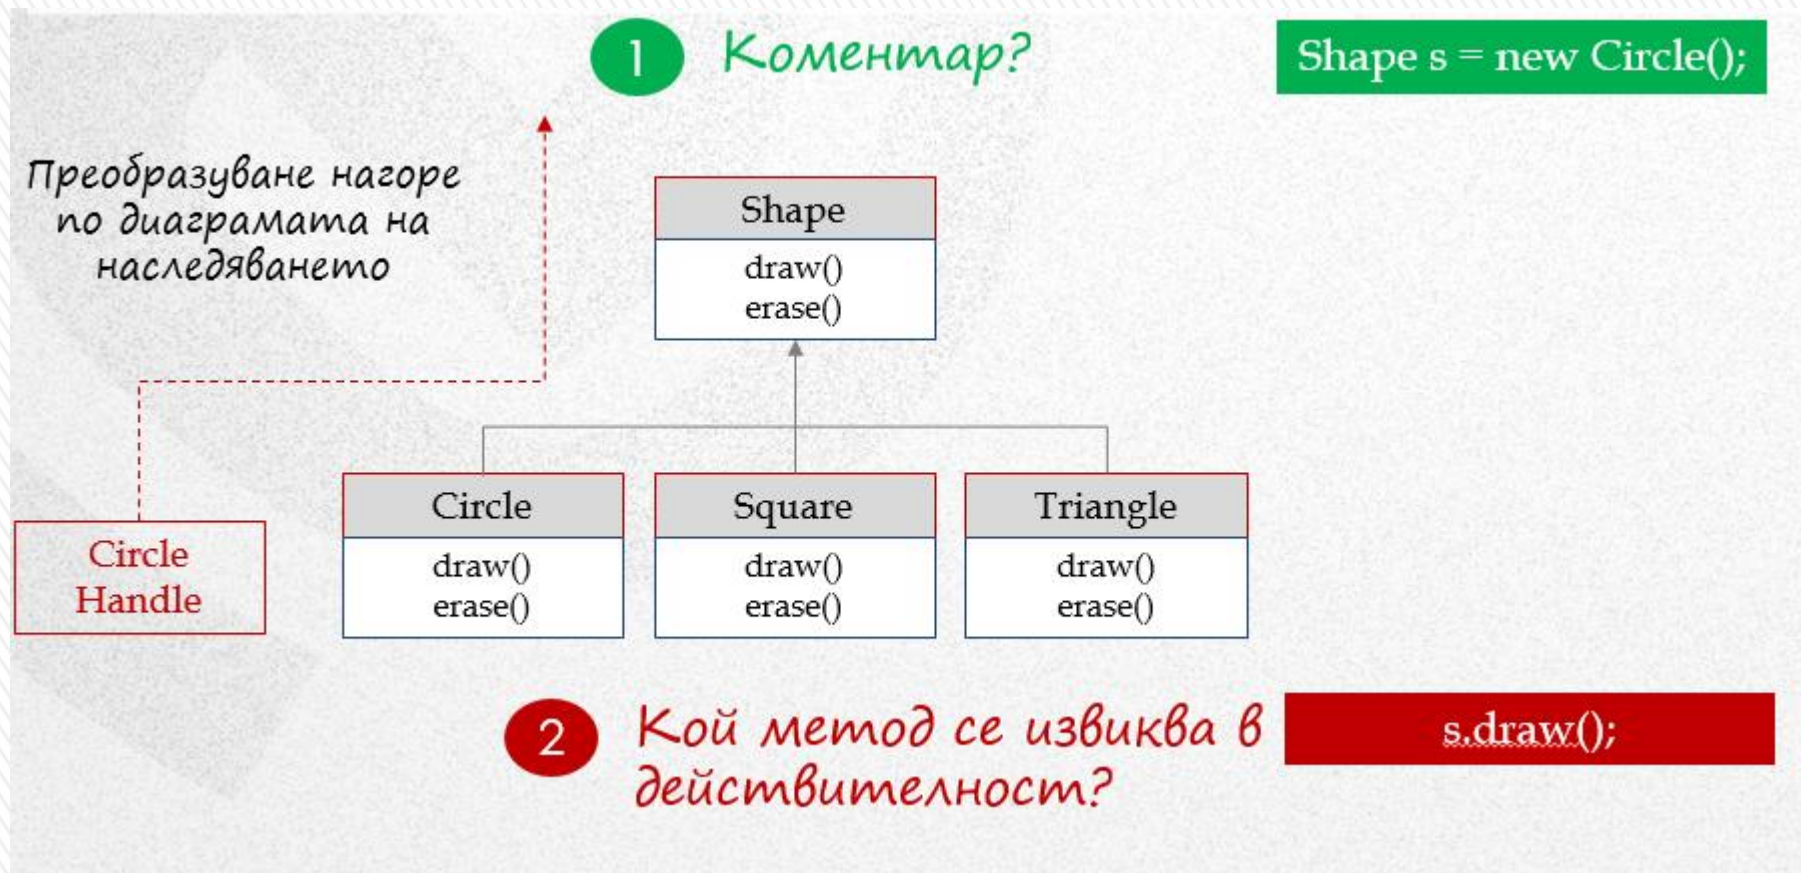 1
Коментар?
Shape s = new Circle();
Преобразуване нагоре
по диаграмата на
наследяването
Shape
draw()
erase()
Circle
Handle
Circle
draw()
erase()
Square
draw()
erase()
Triangle
draw()
erase()
2
Кой метод се извиква в
действителност?
s.draw();